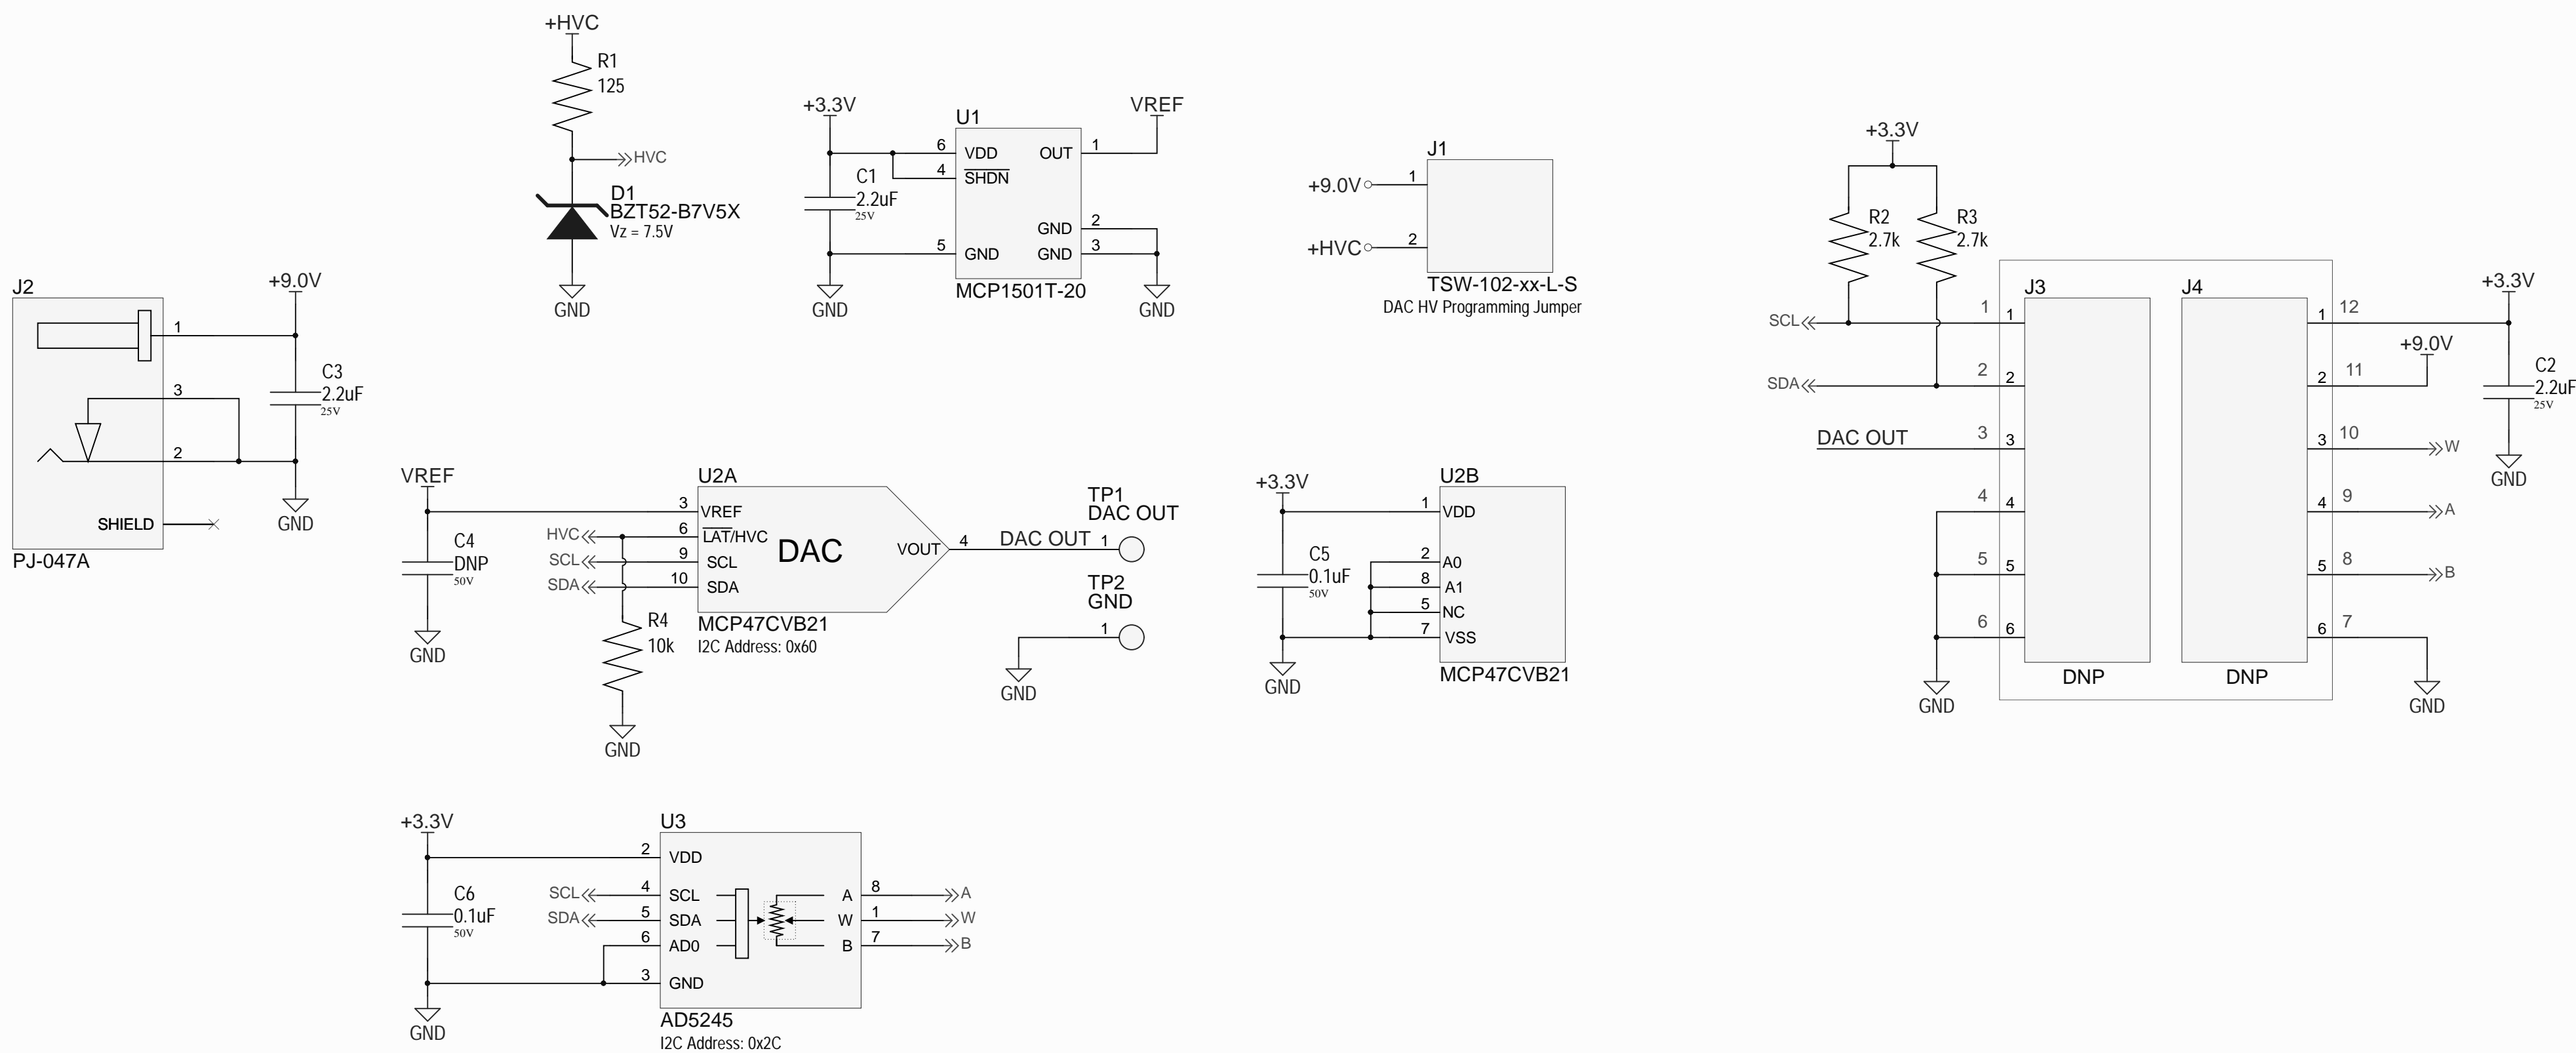 +HVC
R1
125
HVC
D1
BZT52-B7V5X
Vz = 7.5V
GND
+3.3V
C1
2.2uF
25V
GND
U1
6
VDD
4
SHDN
5
GND
OUT
1
GND
2
GND
3
MCP1501T-20
VREF
GND
J1
+9.0V
1
+HVC
2
TSW-102-xx-L-S
DAC HV Programming Jumper
J2
1
3
2
SHIELD
PJ-047A
+9.0V
C3
2.2uF
25V
GND
VREF
C4
DNP
50V
GND
U2A
3
VREF
HVC
6
LAT/HVC
SCL
9
SCL
SDA
10
SDA
DAC
VOUT
4
DAC OUT
MCP47CVB21
I2C Address: 0x60
R4
10k
GND
TP1
DAC OUT
1
TP2
GND
1
GND
+3.3V
C5
0.1uF
50V
GND
U2B
1
VDD
2
A0
8
A1
5
NC
7
VSS
MCP47CVB21
+3.3V
R2
2.7k
R3
2.7k
J3
J4
SCL
1
1
SDA
2
2
DAC OUT
3
3
4
4
5
5
6
6
DNP
GND
1
12
2
11
3
10
W
4
9
A
5
8
B
6
7
DNP
GND
+3.3V
+9.0V
C2
2.2uF
25V
GND
+3.3V
C6
0.1uF
50V
GND
U3
2
VDD
SCL
4
SCL
SDA
5
SDA
6
AD0
3
GND
A
8
A
W
1
W
B
7
B
AD5245
I2C Address: 0x2C